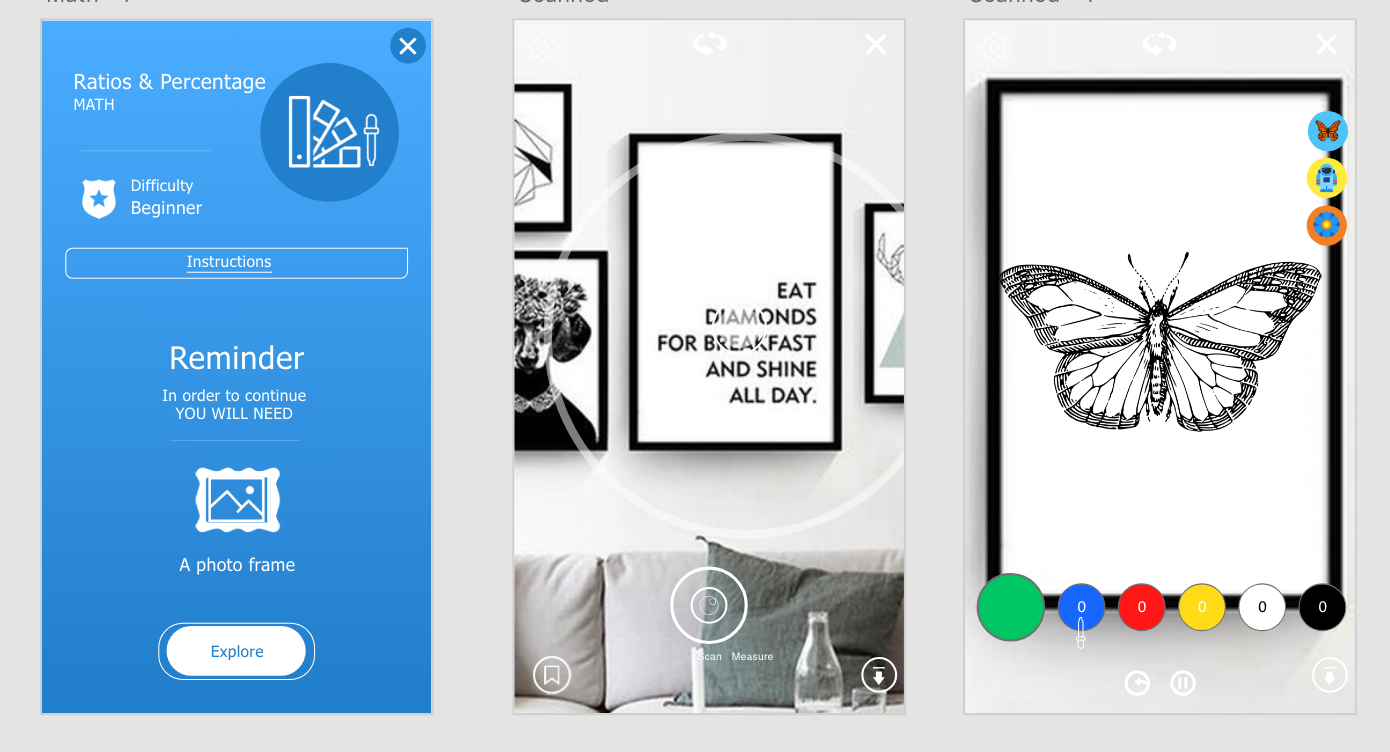 Ratios & Percentage
MATH
Difficulty
Beginner
Instructions
Reminder
In order to continue
YOU WILL NEED
A photo frame
Explore
EAT
DIAMONDS
FOR BREAKFAST
AND SHINE
ALL DAY.
Scan Measure
0 0 0 0 0